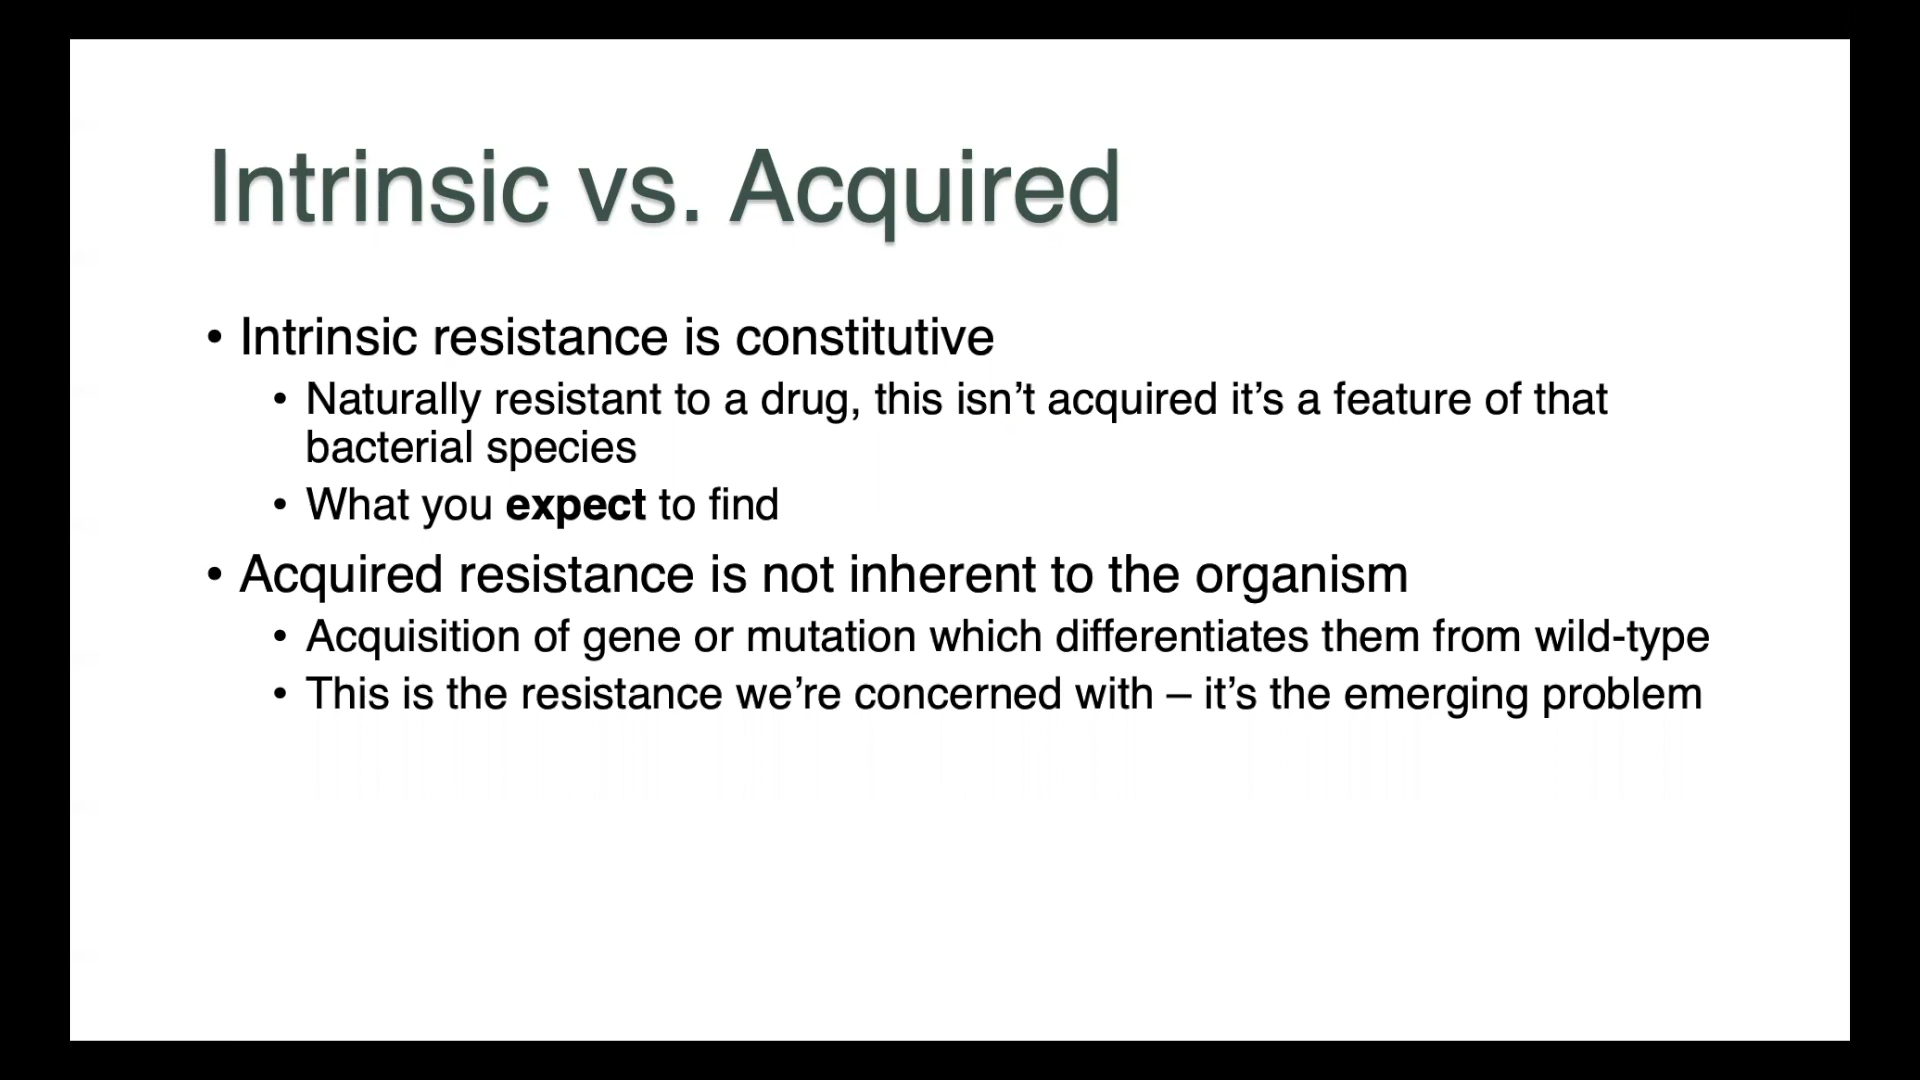 Intrinsic vs. Acquired
• Intrinsic resistance is constitutive
• Naturally resistant to a drug, this isn’t acquired it’s a feature of that
bacterial species
• What you expect to find
• Acquired resistance is not inherent to the organism
• Acquisition of gene or mutation which differentiates them from wild-type
• This is the resistance we’re concerned with – it’s the emerging problem